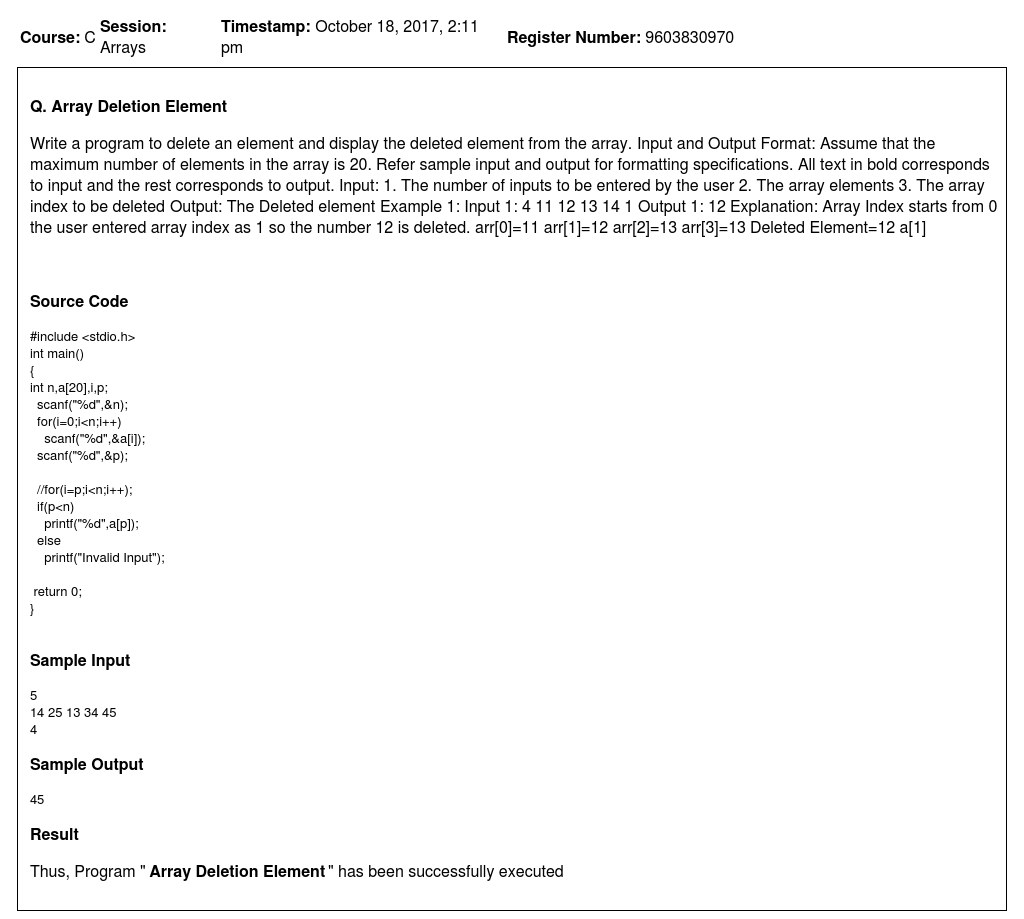 Course: C Session: Arrays Timestamp: October 18, 2017, 2:11 pm Register Number: 9603830970
Q. Array Deletion Element
Write a program to delete an element and display the deleted element from the array. Input and Output Format: Assume that the
maximum number of elements in the array is 20. Refer sample input and output for formatting specifications. All text in bold corresponds
to input and the rest corresponds to output. Input: 1. The number of inputs to be entered by the user 2. The array elements 3. The array
index to be deleted Output: The Deleted element Example 1: Input 1: 4 11 12 13 14 1 Output 1: 12 Explanation: Array Index starts from 0
the user entered array index as 1 so the number 12 is deleted. arr[0]=11 arr[1]=12 arr[2]=13 arr[3]=13 Deleted Element=12 a[1]
Source Code
#include <stdio.h>
int main()
{
int n,a[20],i,p;
scanf("%d",&n);
for(i=0;i<n;i++)
scanf("%d",&a[i]);
scanf("%d",&p);
//for(i=p;i<n;i++);
if(p<n)
printf("%d",a[p]);
else
printf("Invalid Input");
return 0;
}
Sample Input
5
14 25 13 34 45
4
Sample Output
45
Result
Thus, Program " Array Deletion Element " has been successfully executed